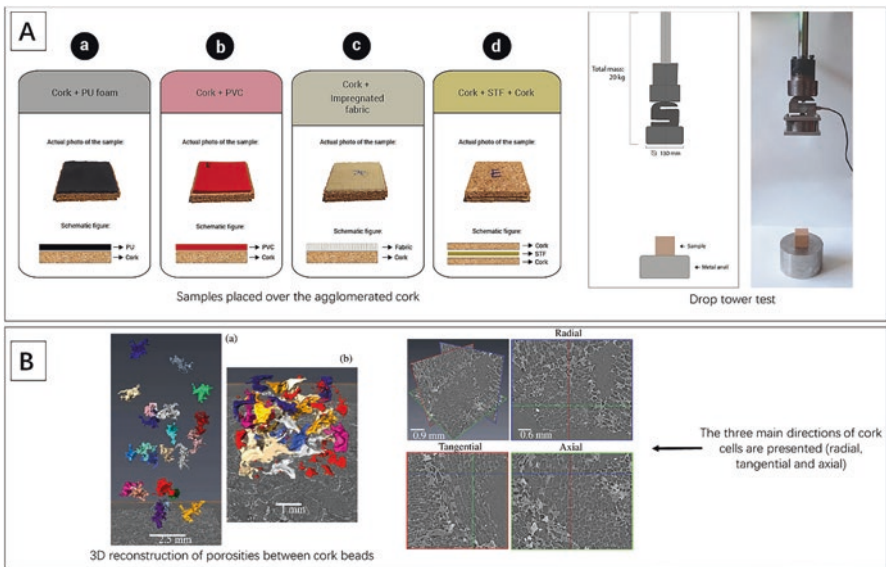 A
a
b
c
d
Cork + PU foam
Cork + PVC
Cork +
Impregnated
fabric
Cork + STF + Cork
Actual photo of the sample:
Actual photo of the sample:
Actual photo of the sample:
Actual photo of the sample:
Schematic figure:
Schematic figure:
Schematic figure:
Schematic figure:
PU
Cork
PVC
Cork
Fabric
Cork
Cork
STF
Cork
Samples placed over the agglomerated cork
Total mass:
20 kg
130 mm
Sample
Metal anvil
Drop tower test
B
(a)
(b)
2.5 mm
1 mm
3D reconstruction of porosities between cork beads
Radial
0.9 mm
0.6 mm
Tangential
Axial
The three main directions of cork
cells are presented (radial,
tangential and axial)